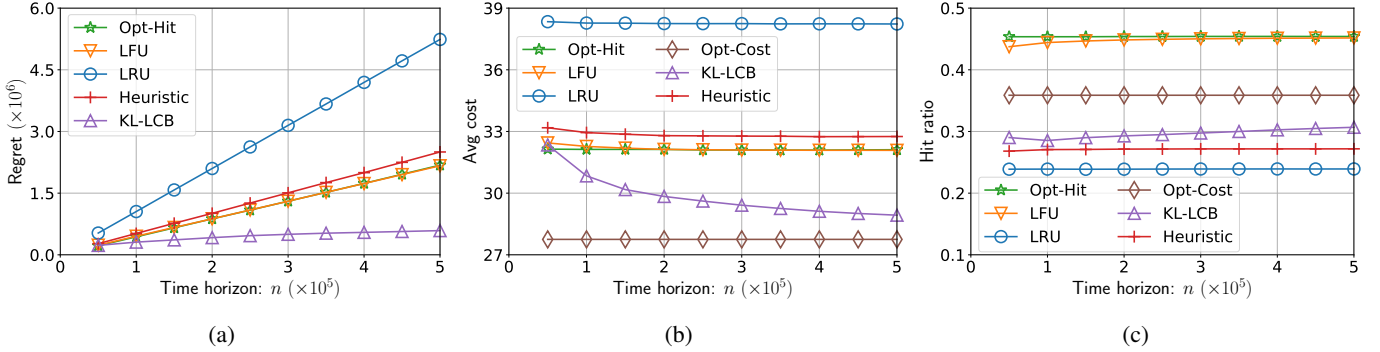 6.0
4.5
3.0
1.5
0.0
0
1
2
3
4
5
Regret (×10⁶)
Time horizon: n (×10⁵)
Opt-Hit
LFU
LRU
Heuristic
KL-LCB
(a)
39
36
33
30
27
0
1
2
3
4
5
Avg cost
Time horizon: n (×10⁵)
Opt-Hit
LFU
LRU
Opt-Cost
KL-LCB
Heuristic
(b)
0.5
0.4
0.3
0.2
0.1
0
1
2
3
4
5
Hit ratio
Time horizon: n (×10⁵)
Opt-Hit
LFU
LRU
Opt-Cost
KL-LCB
Heuristic
(c)